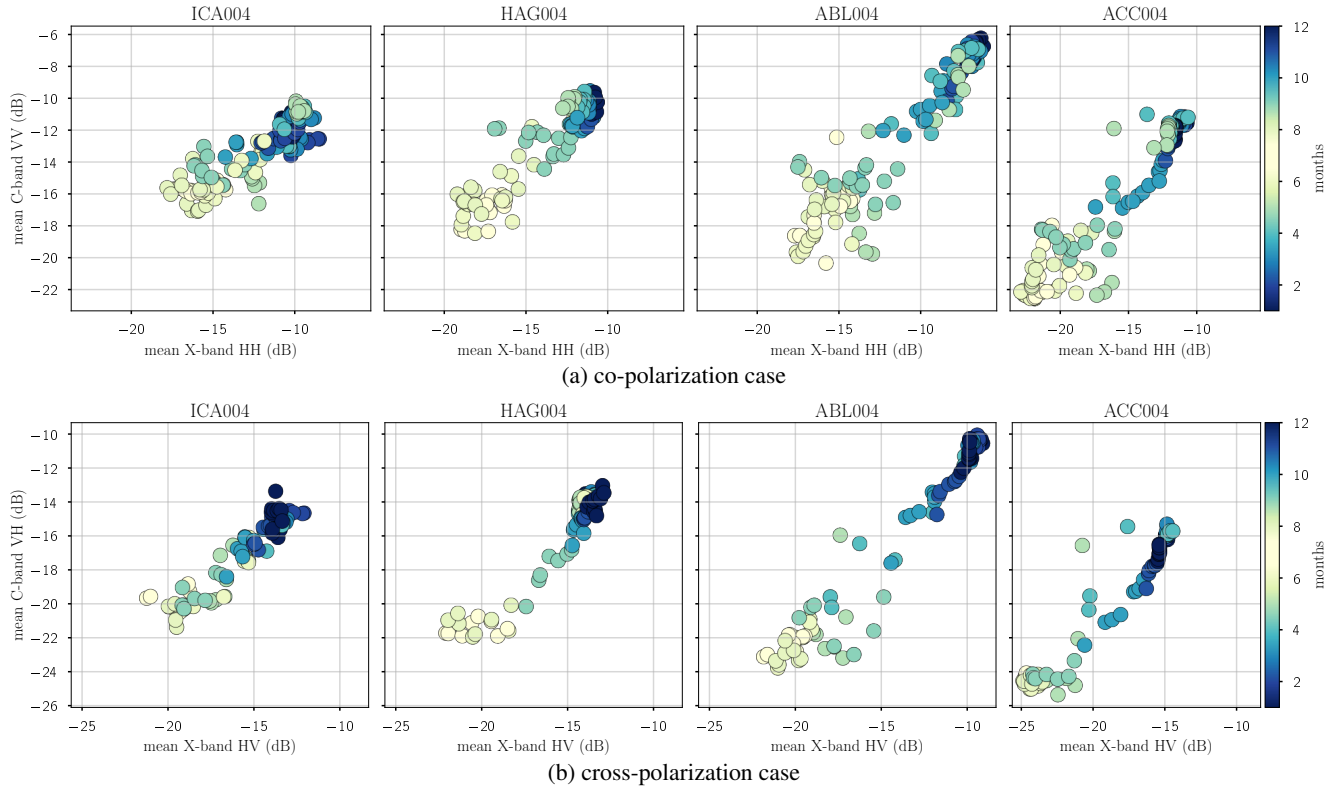 ICA004 HAG004 ABL004 ACC004
−6
−8
−10
−12
−14
−16
−18
−20
−22
mean C-band VV (dB)
12
10
8
6
4
2
months
−20 −15 −10 −20 −15 −10 −20 −15 −10 −20 −15 −10
mean X-band HH (dB) mean X-band HH (dB) mean X-band HH (dB) mean X-band HH (dB)
(a) co-polarization case
ICA004 HAG004 ABL004 ACC004
−10
−12
−14
−16
−18
−20
−22
−24
−26
mean C-band VH (dB)
12
10
8
6
4
2
months
−25 −20 −15 −10 −25 −20 −15 −10 −25 −20 −15 −10 −25 −20 −15 −10
mean X-band HV (dB) mean X-band HV (dB) mean X-band HV (dB) mean X-band HV (dB)
(b) cross-polarization case